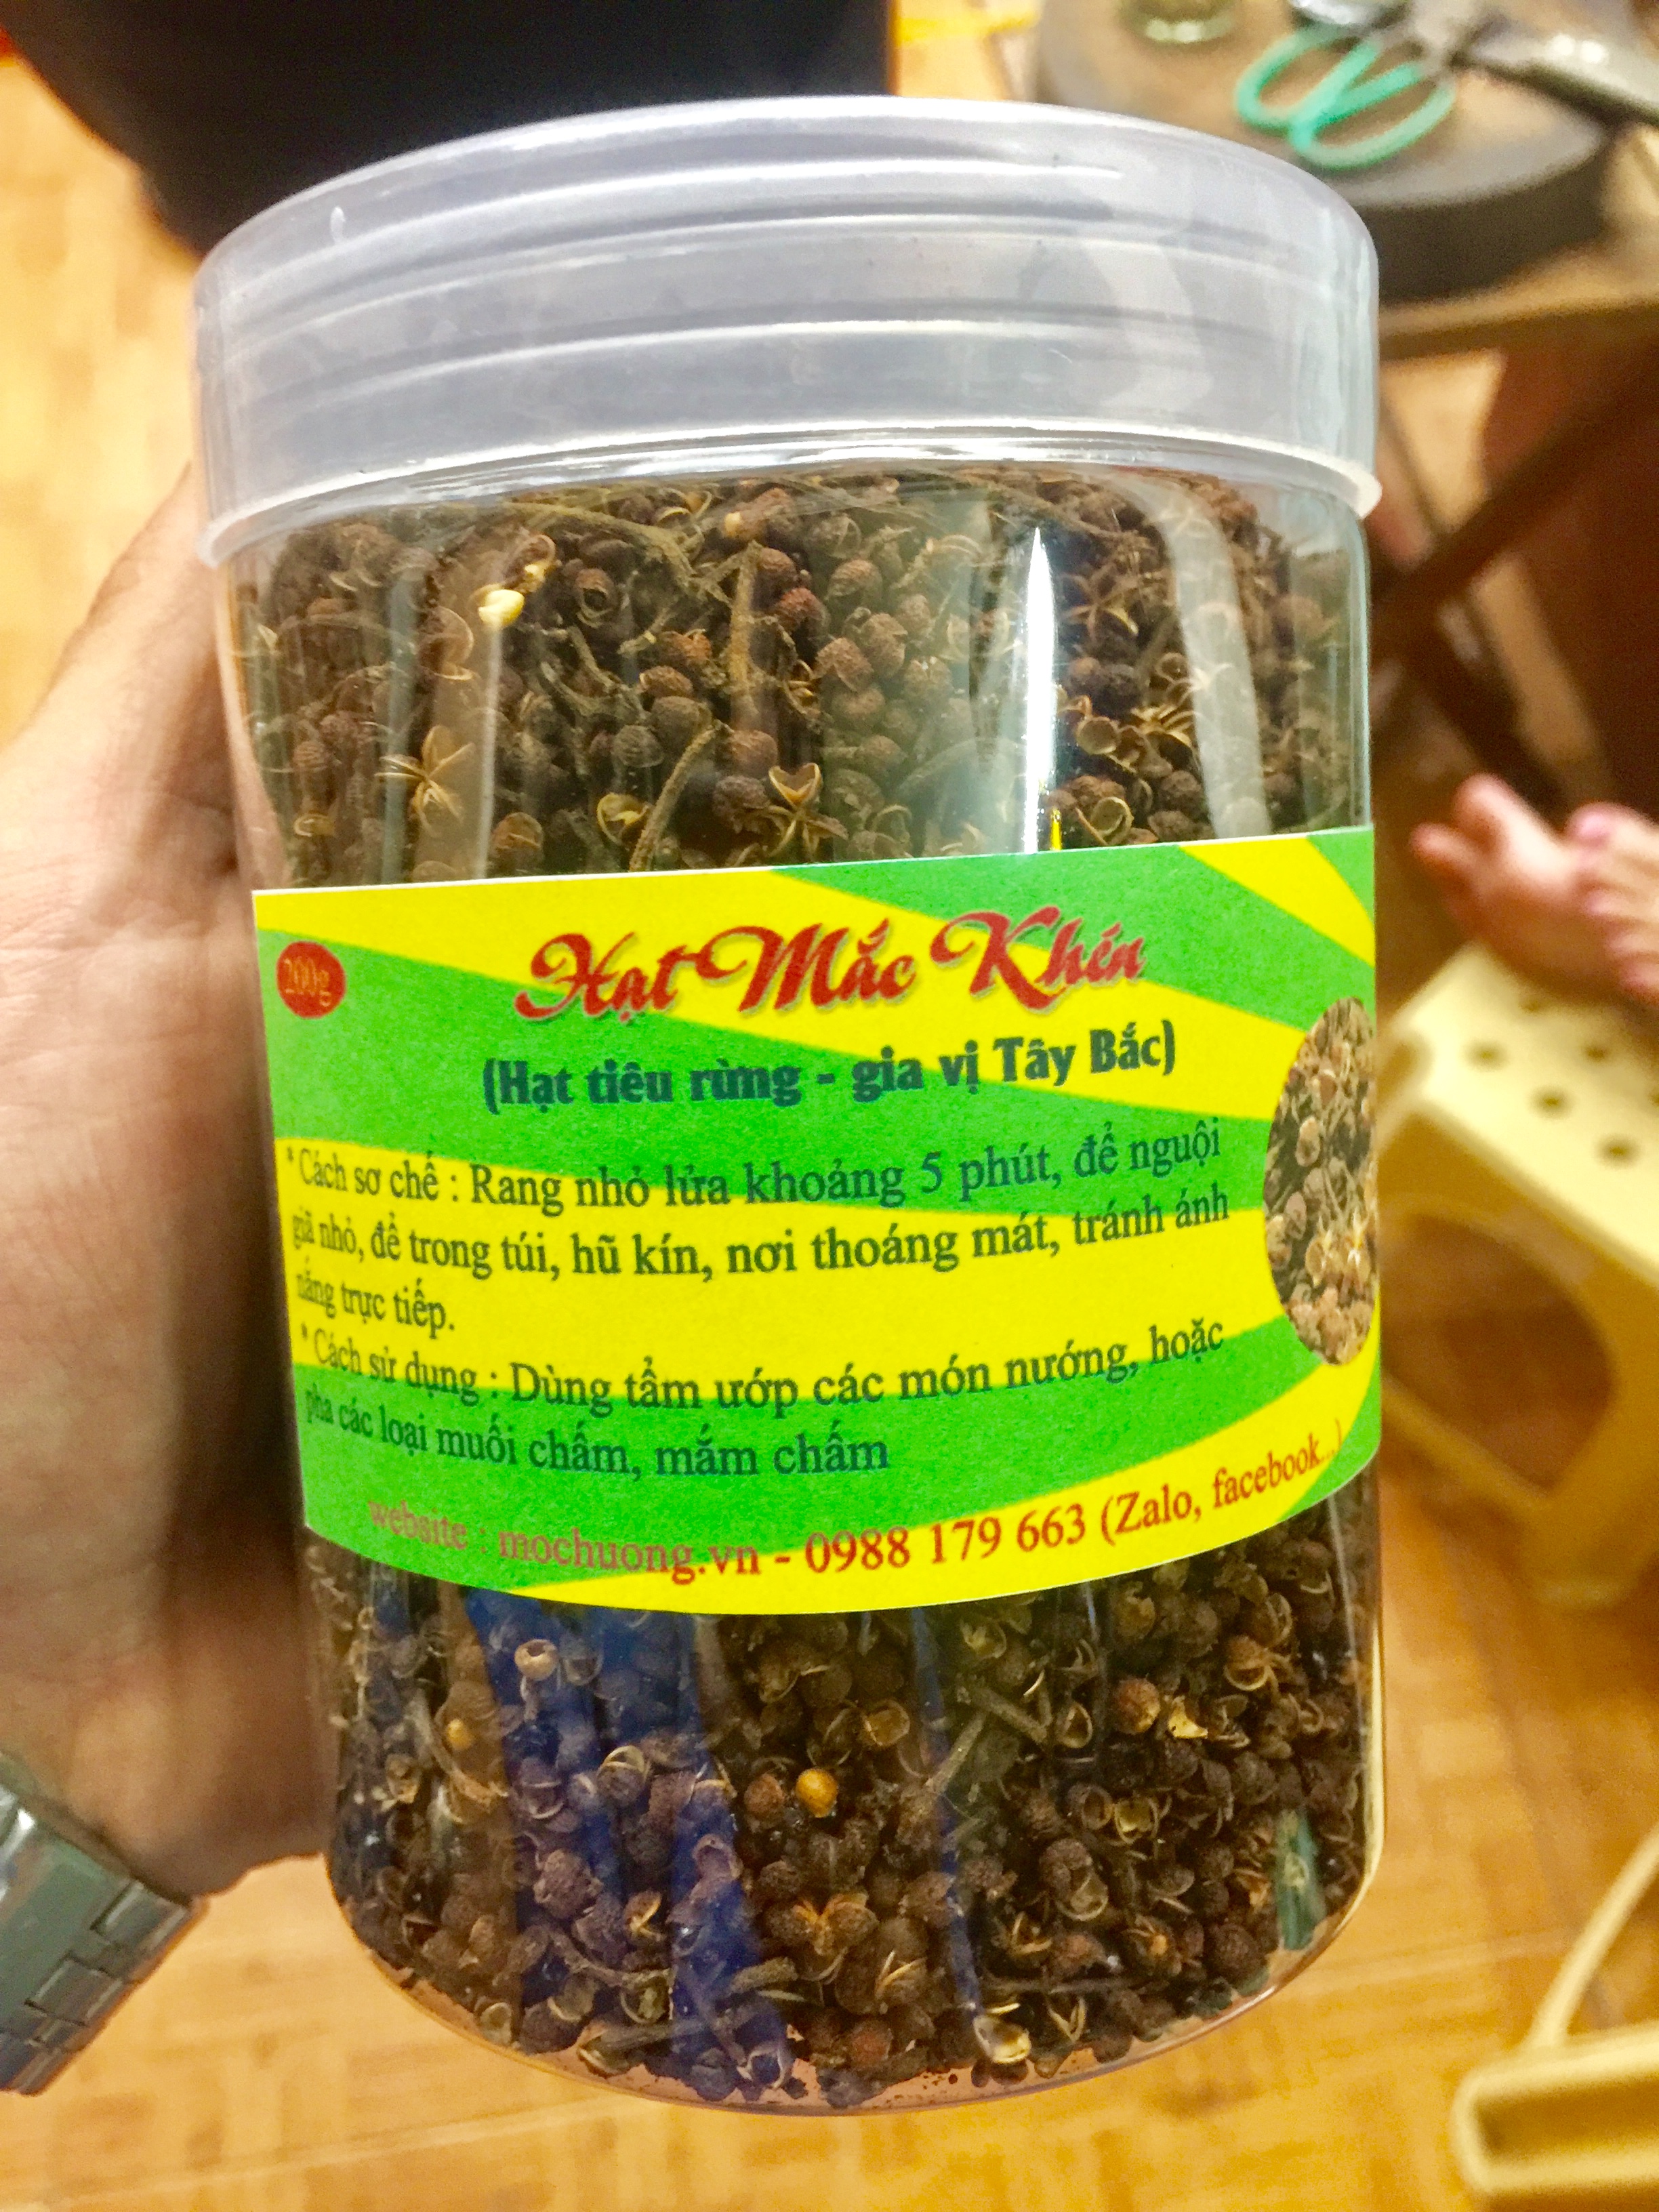 200g
Hạt Mắc Khén
(Hạt tiêu rừng - gia vị Tây Bắc)
* Cách sơ chế : Rang nhỏ lửa khoảng 5 phút, để nguội
giã nhỏ, để trong túi, hũ kín, nơi thoáng mát, tránh ánh
nắng trực tiếp.
* Cách sử dụng : Dùng tẩm ướp các món nướng, hoặc
pha các loại muối chấm, mắm chấm
website : mochuong.vn - 0988 179 663 (Zalo, facebook...)